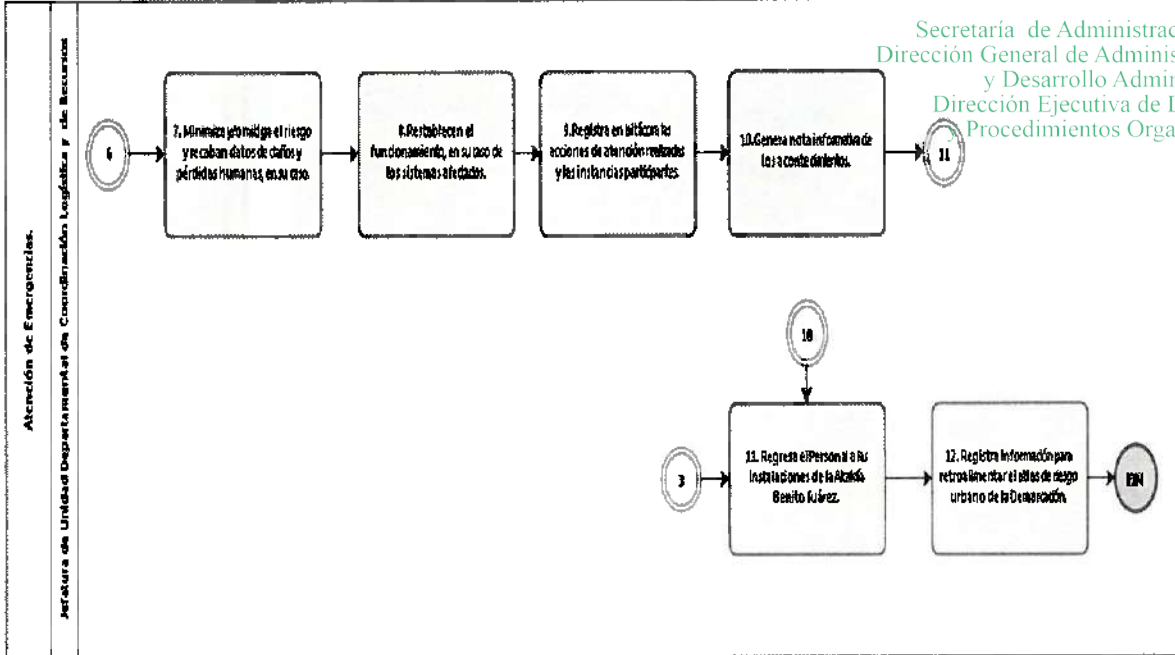 Secretaría de Administrac
Dirección General de Adminis
y Desarrollo Admin
Dirección Ejecutiva de
y Procedimientos Orga
Atención de Emergencias.
Jefatura de Unidad Departamental de Coordinación Logística y de Recursos
6
7. Minimiza y/o mitiga el riesgo
y recaban datos de daños y
pérdidas humanas, en su caso.
8. Restablecen el
funcionamiento, en su caso de
los sistemas afectados.
9. Registra en bitácora las
acciones de atención realizadas
y las instancias participantes.
10. Genera nota informativa de
los acontecimientos.
11
10
3
11. Regresa el Personal a las
instalaciones de la Alcaldía
Benito Juárez.
12. Registra información para
retroalimentar el atlas de riesgo
urbano de la Demarcación.
FIN